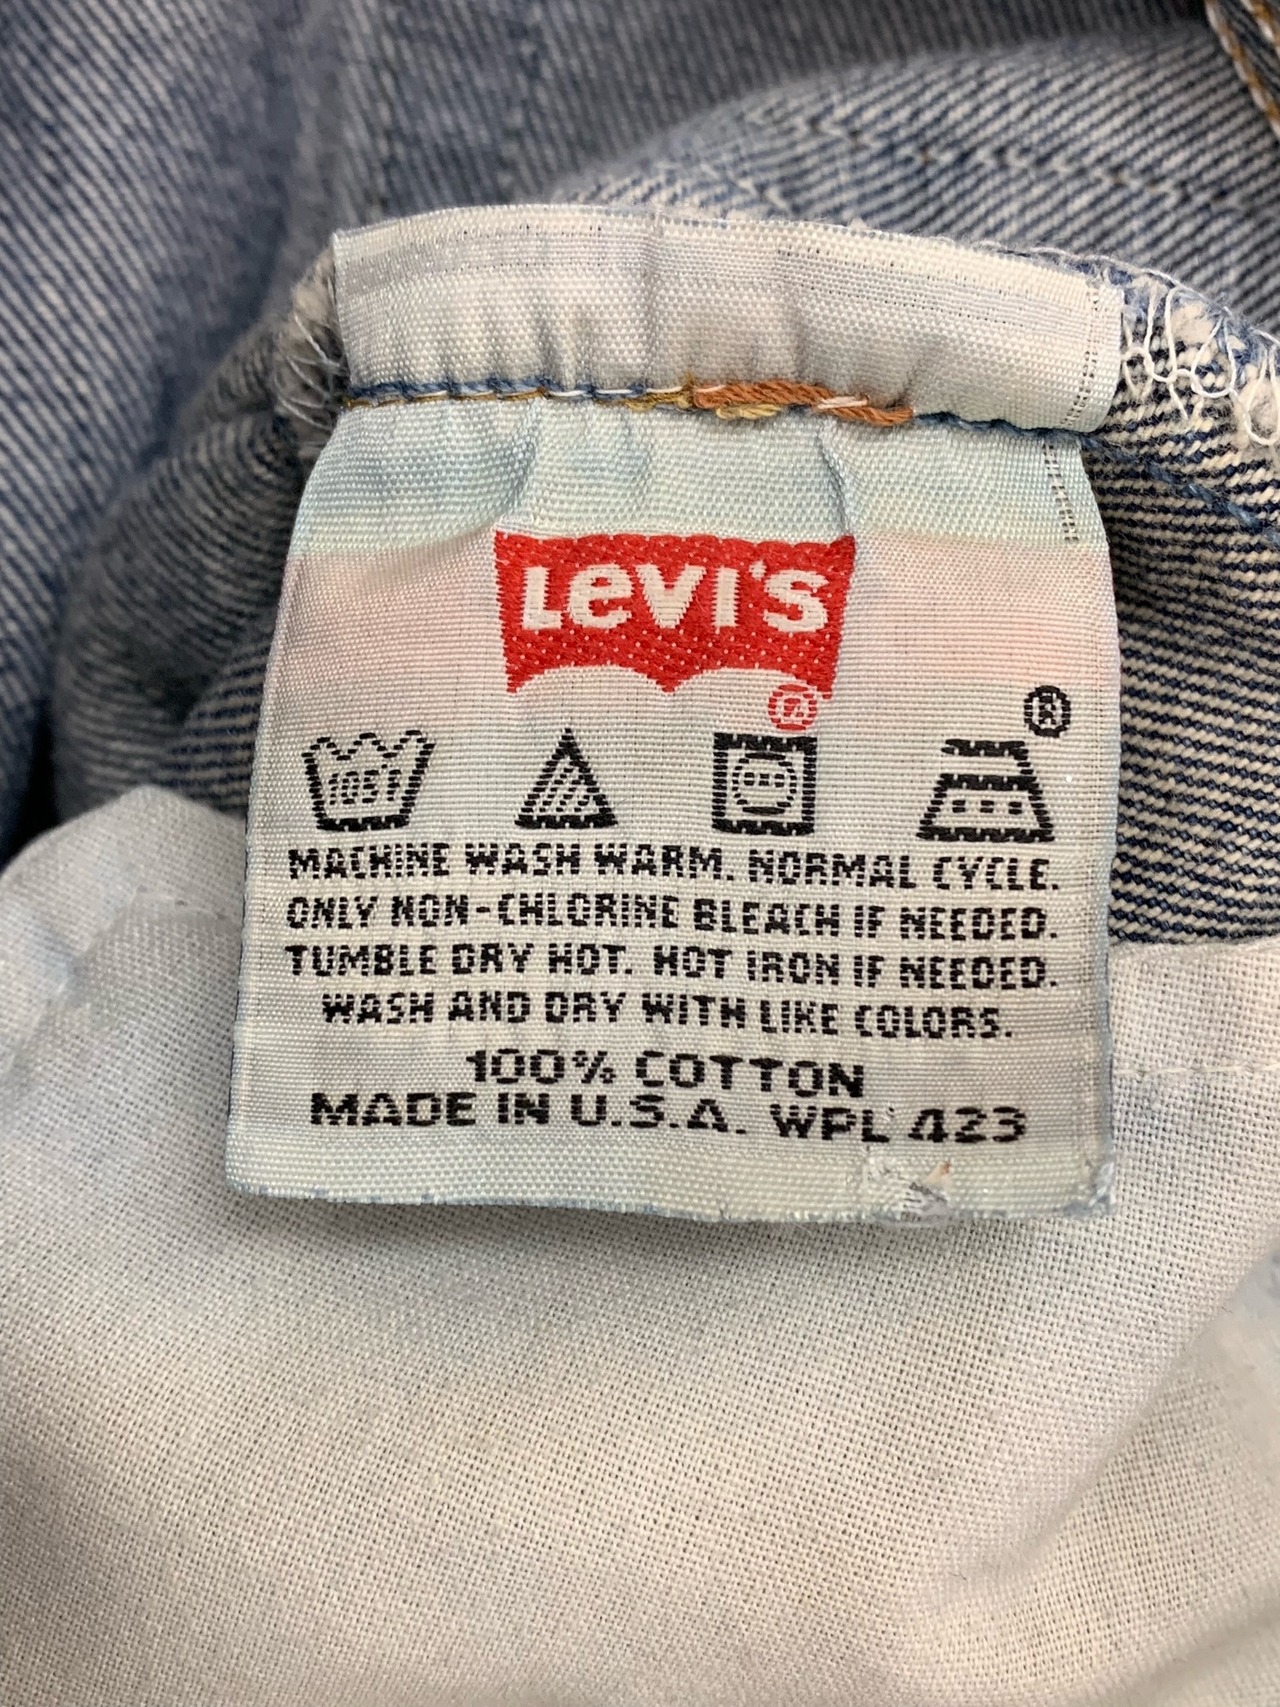 LEVI'S
®
®
105F
MACHINE WASH WARM. NORMAL CYCLE.
ONLY NON-CHLORINE BLEACH IF NEEDED.
TUMBLE DRY HOT. HOT IRON IF NEEDED.
WASH AND DRY WITH LIKE COLORS.
100% COTTON
MADE IN U.S.A. WPL 423